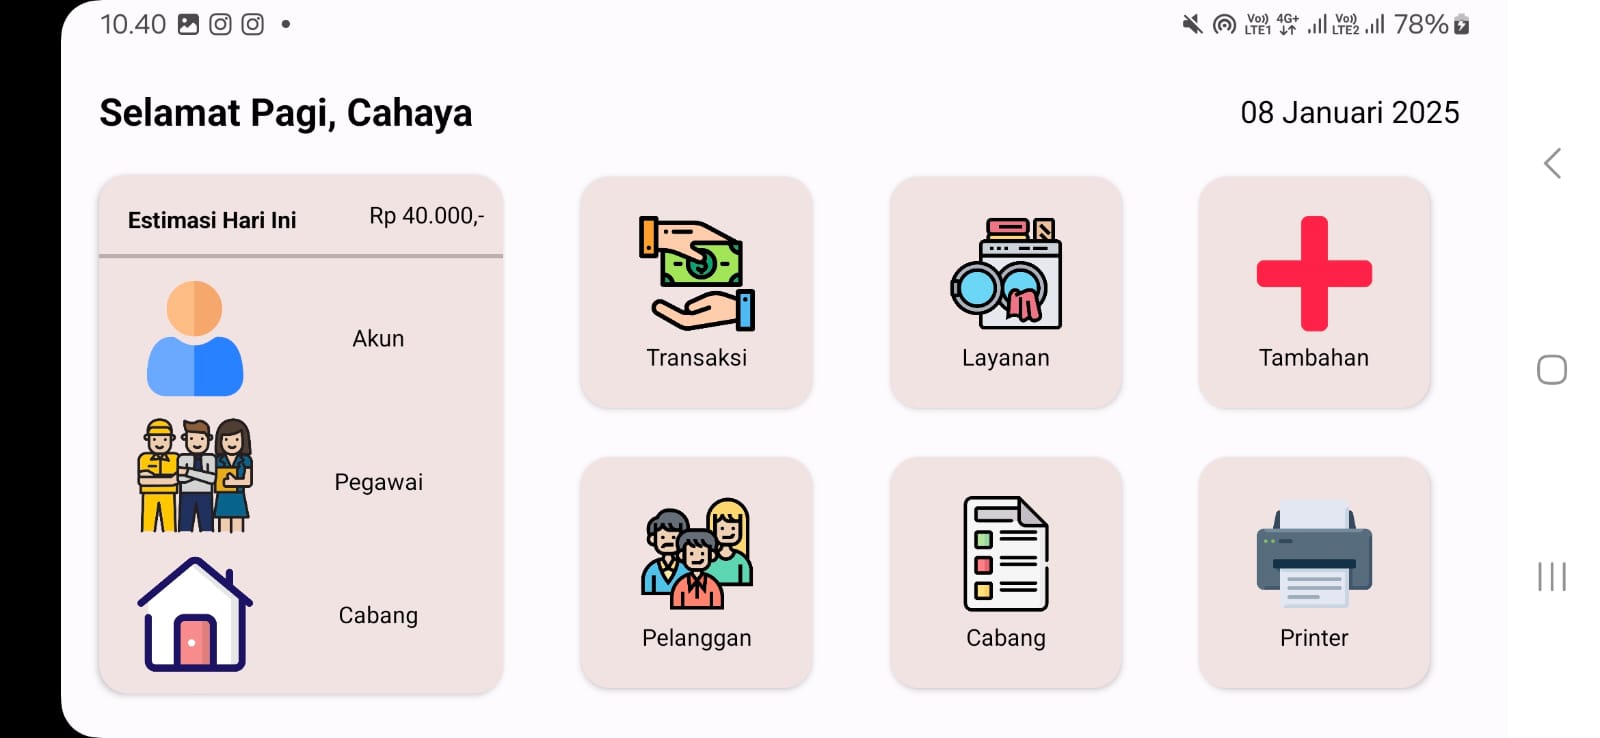 10.40
Vo)) 4G+ Vo)) 78%
LTE1 LTE2
Selamat Pagi, Cahaya
08 Januari 2025
Estimasi Hari Ini Rp 40.000,-
Akun
Pegawai
Cabang
Transaksi
Layanan
Tambahan
Pelanggan
Cabang
Printer